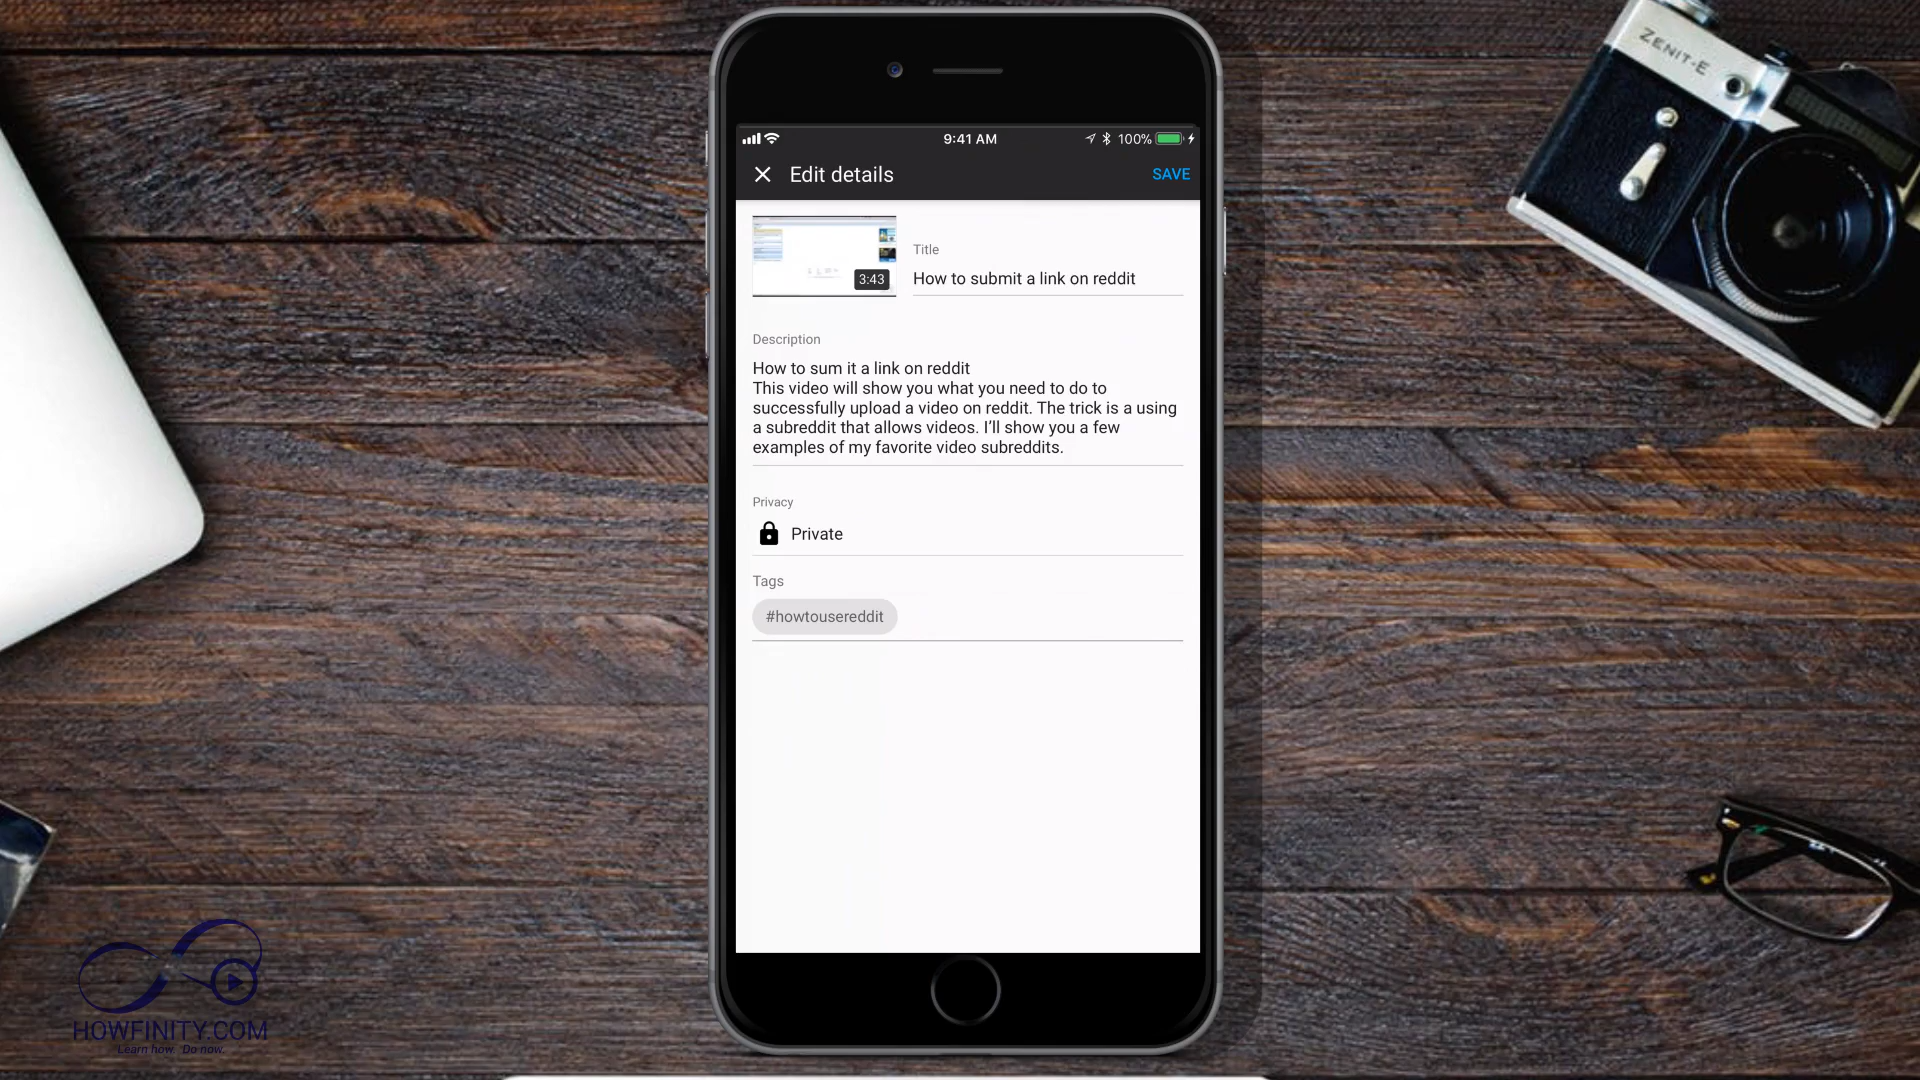 ZENIT-E
9:41 AM
100%
Edit details
SAVE
3:43
Title
How to submit a link on reddit
Description
How to sum it a link on reddit
This video will show you what you need to do to
successfully upload a video on reddit. The trick is a using
a subreddit that allows videos. I'll show you a few
examples of my favorite video subreddits.
Privacy
Private
Tags
#howtousereddit
HOWFINITY.COM
Learn how. Do now.